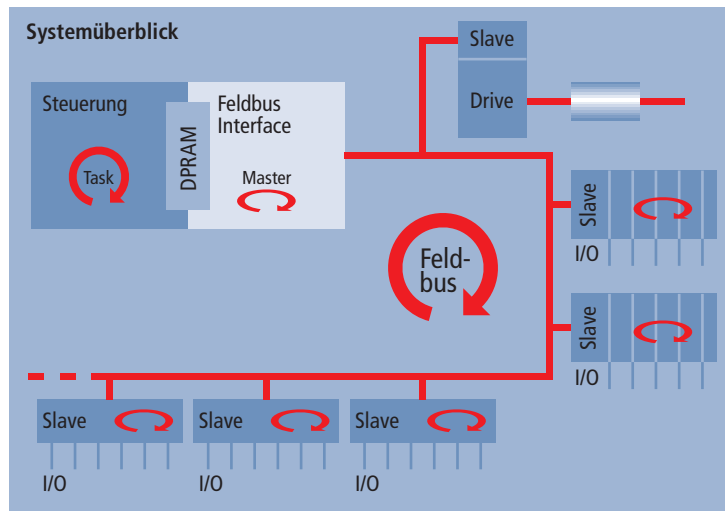 Systemüberblick
Steuerung
Task
DPRAM
Feldbus
Interface
Master
Slave
Drive
Slave
I/O
Feld-
bus
Slave
I/O
Slave
I/O
Slave
I/O
Slave
I/O